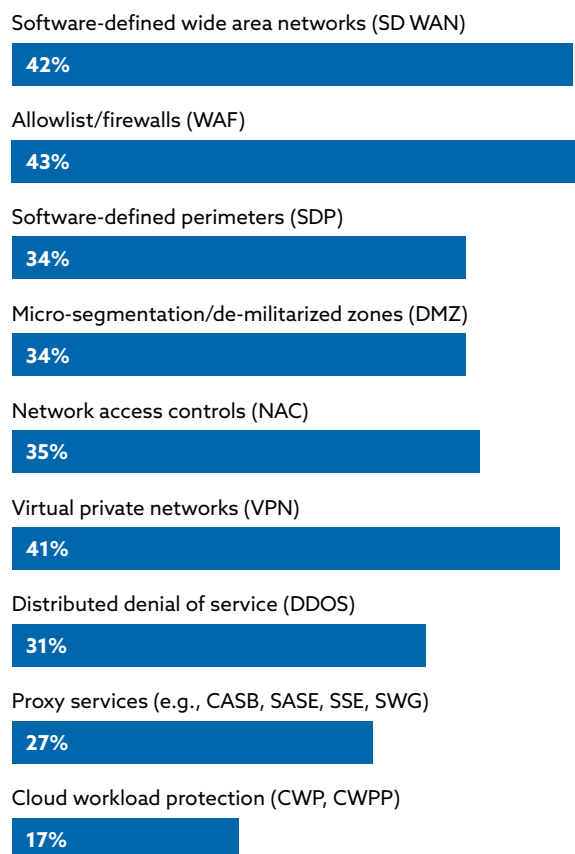 Software-defined wide area networks (SD WAN)
42%
Allowlist/firewalls (WAF)
43%
Software-defined perimeters (SDP)
34%
Micro-segmentation/de-militarized zones (DMZ)
34%
Network access controls (NAC)
35%
Virtual private networks (VPN)
41%
Distributed denial of service (DDOS)
31%
Proxy services (e.g., CASB, SASE, SSE, SWG)
27%
Cloud workload protection (CWP, CWPP)
17%